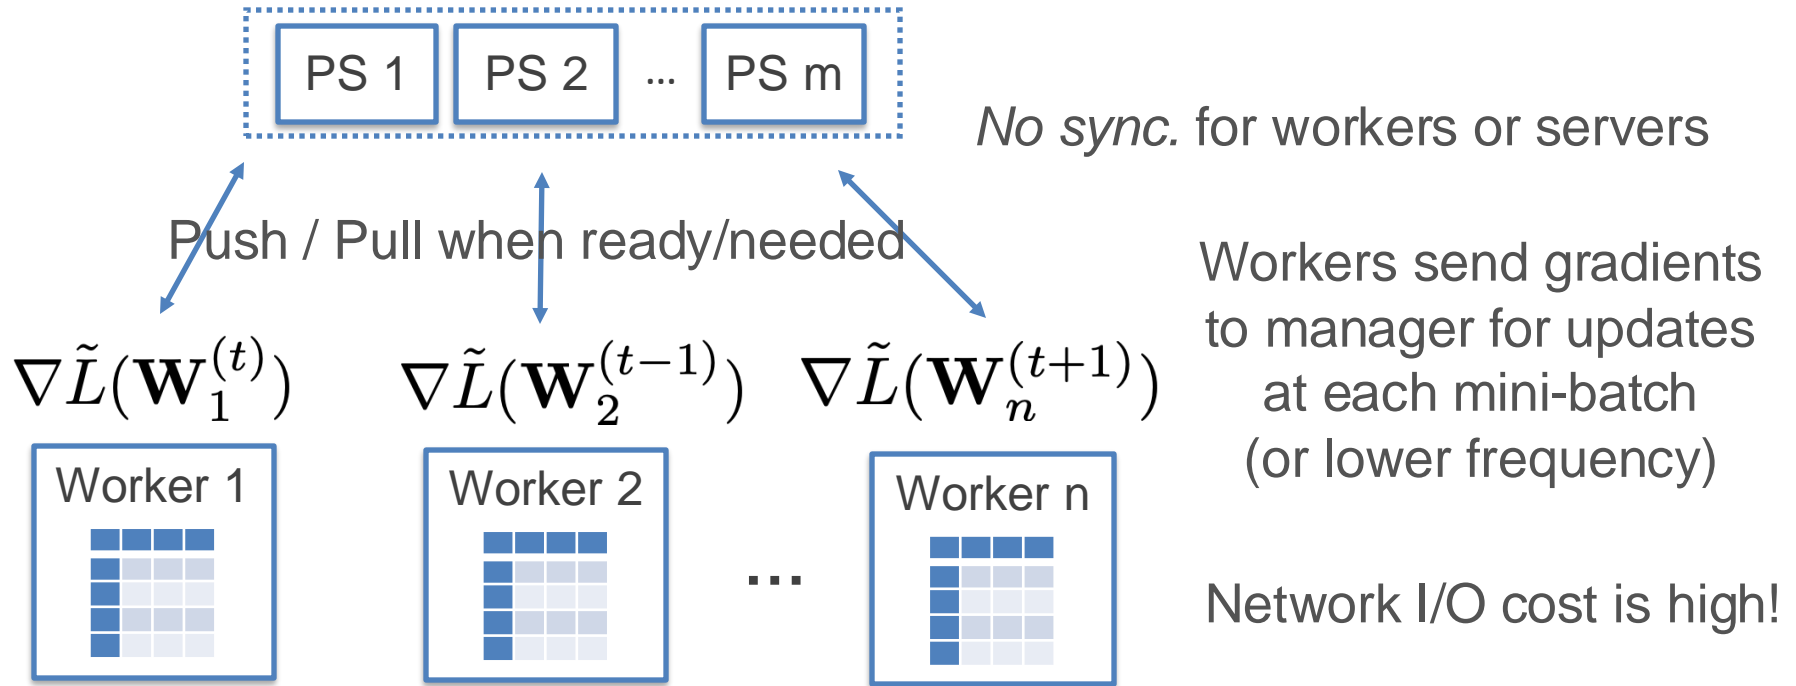 PS 1 PS 2 ... PS m
No sync. for workers or servers
Push / Pull when ready/needed
Workers send gradients
to manager for updates
at each mini-batch
(or lower frequency)
∇L̃(W₁^(t)) ∇L̃(W₂^(t−1)) ∇L̃(Wₙ^(t+1))
Worker 1 Worker 2 ... Worker n
Network I/O cost is high!